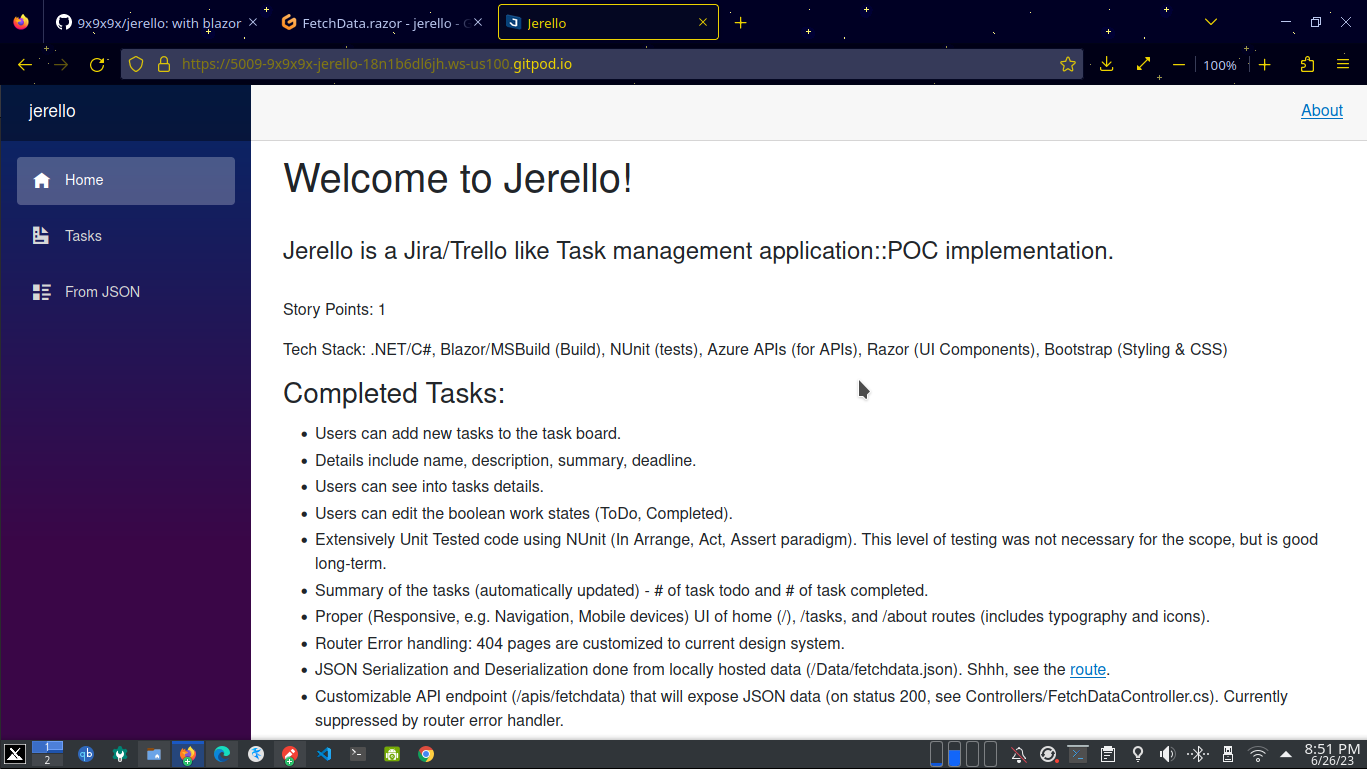 9x9x9x/jerello: with blazor
FetchData.razor - jerello - G
Jerello
https://5009-9x9x9x-jerello-18n1b6dl6jh.ws-us100.gitpod.io
100%
jerello
About
Home
Tasks
From JSON
Welcome to Jerello!
Jerello is a Jira/Trello like Task management application::POC implementation.
Story Points: 1
Tech Stack: .NET/C#, Blazor/MSBuild (Build), NUnit (tests), Azure APIs (for APIs), Razor (UI Components), Bootstrap (Styling & CSS)
Completed Tasks:
• Users can add new tasks to the task board.
• Details include name, description, summary, deadline.
• Users can see into tasks details.
• Users can edit the boolean work states (ToDo, Completed).
• Extensively Unit Tested code using NUnit (In Arrange, Act, Assert paradigm). This level of testing was not necessary for the scope, but is good
long-term.
• Summary of the tasks (automatically updated) - # of task todo and # of task completed.
• Proper (Responsive, e.g. Navigation, Mobile devices) UI of home (/), /tasks, and /about routes (includes typography and icons).
• Router Error handling: 404 pages are customized to current design system.
• JSON Serialization and Deserialization done from locally hosted data (/Data/fetchdata.json). Shhh, see the route.
• Customizable API endpoint (/apis/fetchdata) that will expose JSON data (on status 200, see Controllers/FetchDataController.cs). Currently
suppressed by router error handler.
1
2
qb
8:51 PM
6/26/23